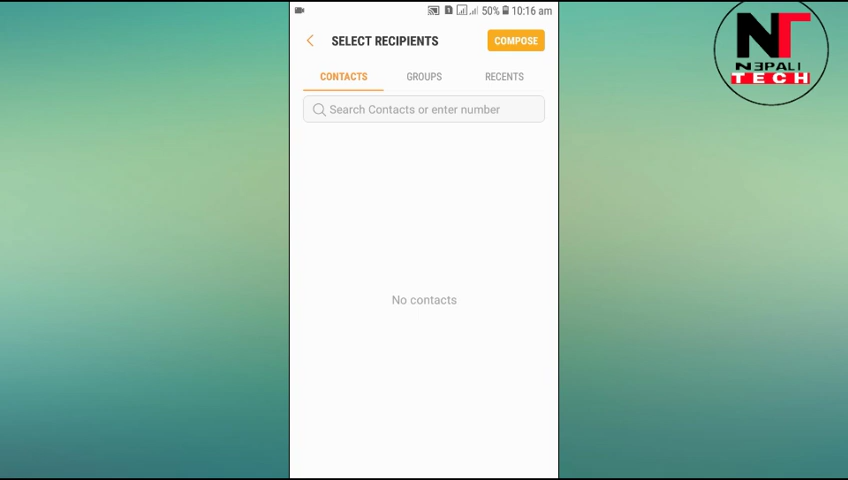 50% 10:16 am
SELECT RECIPIENTS
COMPOSE
CONTACTS
GROUPS
RECENTS
Search Contacts or enter number
No contacts
NT
NƎPALI
TECH